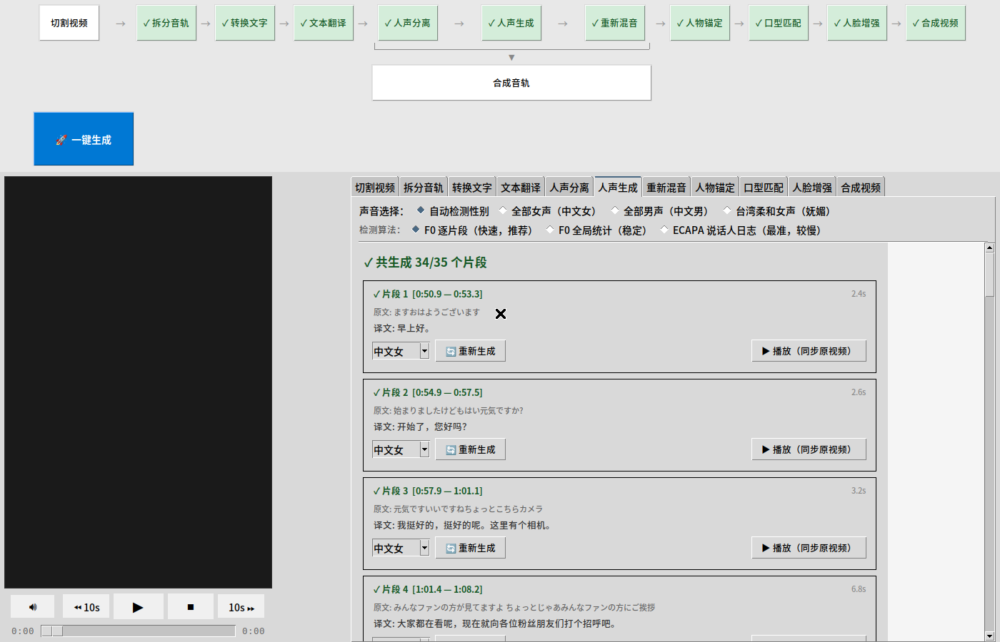 切割视频 → ✓拆分音轨 → ✓转换文字 → ✓文本翻译 → ✓人声分离 → ✓人声生成 → ✓重新混音 → ✓人物锚定 → ✓口型匹配 → ✓人脸增强 → ✓合成视频
合成音轨
🚀 一键生成
切割视频 拆分音轨 转换文字 文本翻译 人声分离 人声生成 重新混音 人物锚定 口型匹配 人脸增强 合成视频
声音选择: 自动检测性别 全部女声（中文女） 全部男声（中文男） 台湾柔和女声（妩媚）
检测算法: F0 逐片段（快速，推荐） F0 全局统计（稳定） ECAPA 说话人日志（最准，较慢）
✓共生成 34/35 个片段
✓片段 1 [0:50.9 — 0:53.3] 2.4s
原文: ますおはようございます
译文: 早上好。
中文女 重新生成 ▶ 播放（同步原视频）
✓片段 2 [0:54.9 — 0:57.5] 2.6s
原文: 始まりましたけどもはい元気ですか?
译文: 开始了，您好吗?
中文女 重新生成 ▶ 播放（同步原视频）
✓片段 3 [0:57.9 — 1:01.1] 3.2s
原文: 元気ですいいですねちょっとこちらカメラ
译文: 我挺好的，挺好的呢。这里有个相机。
中文女 重新生成 ▶ 播放（同步原视频）
✓片段 4 [1:01.4 — 1:08.2] 6.8s
原文: みんなファンの方が見てますよ ちょっとじゃあみんなファンの方にご挨拶
译文: 大家都在看呢，现在就向各位粉丝朋友们打个招呼吧。
10s 10s
0:00 0:00